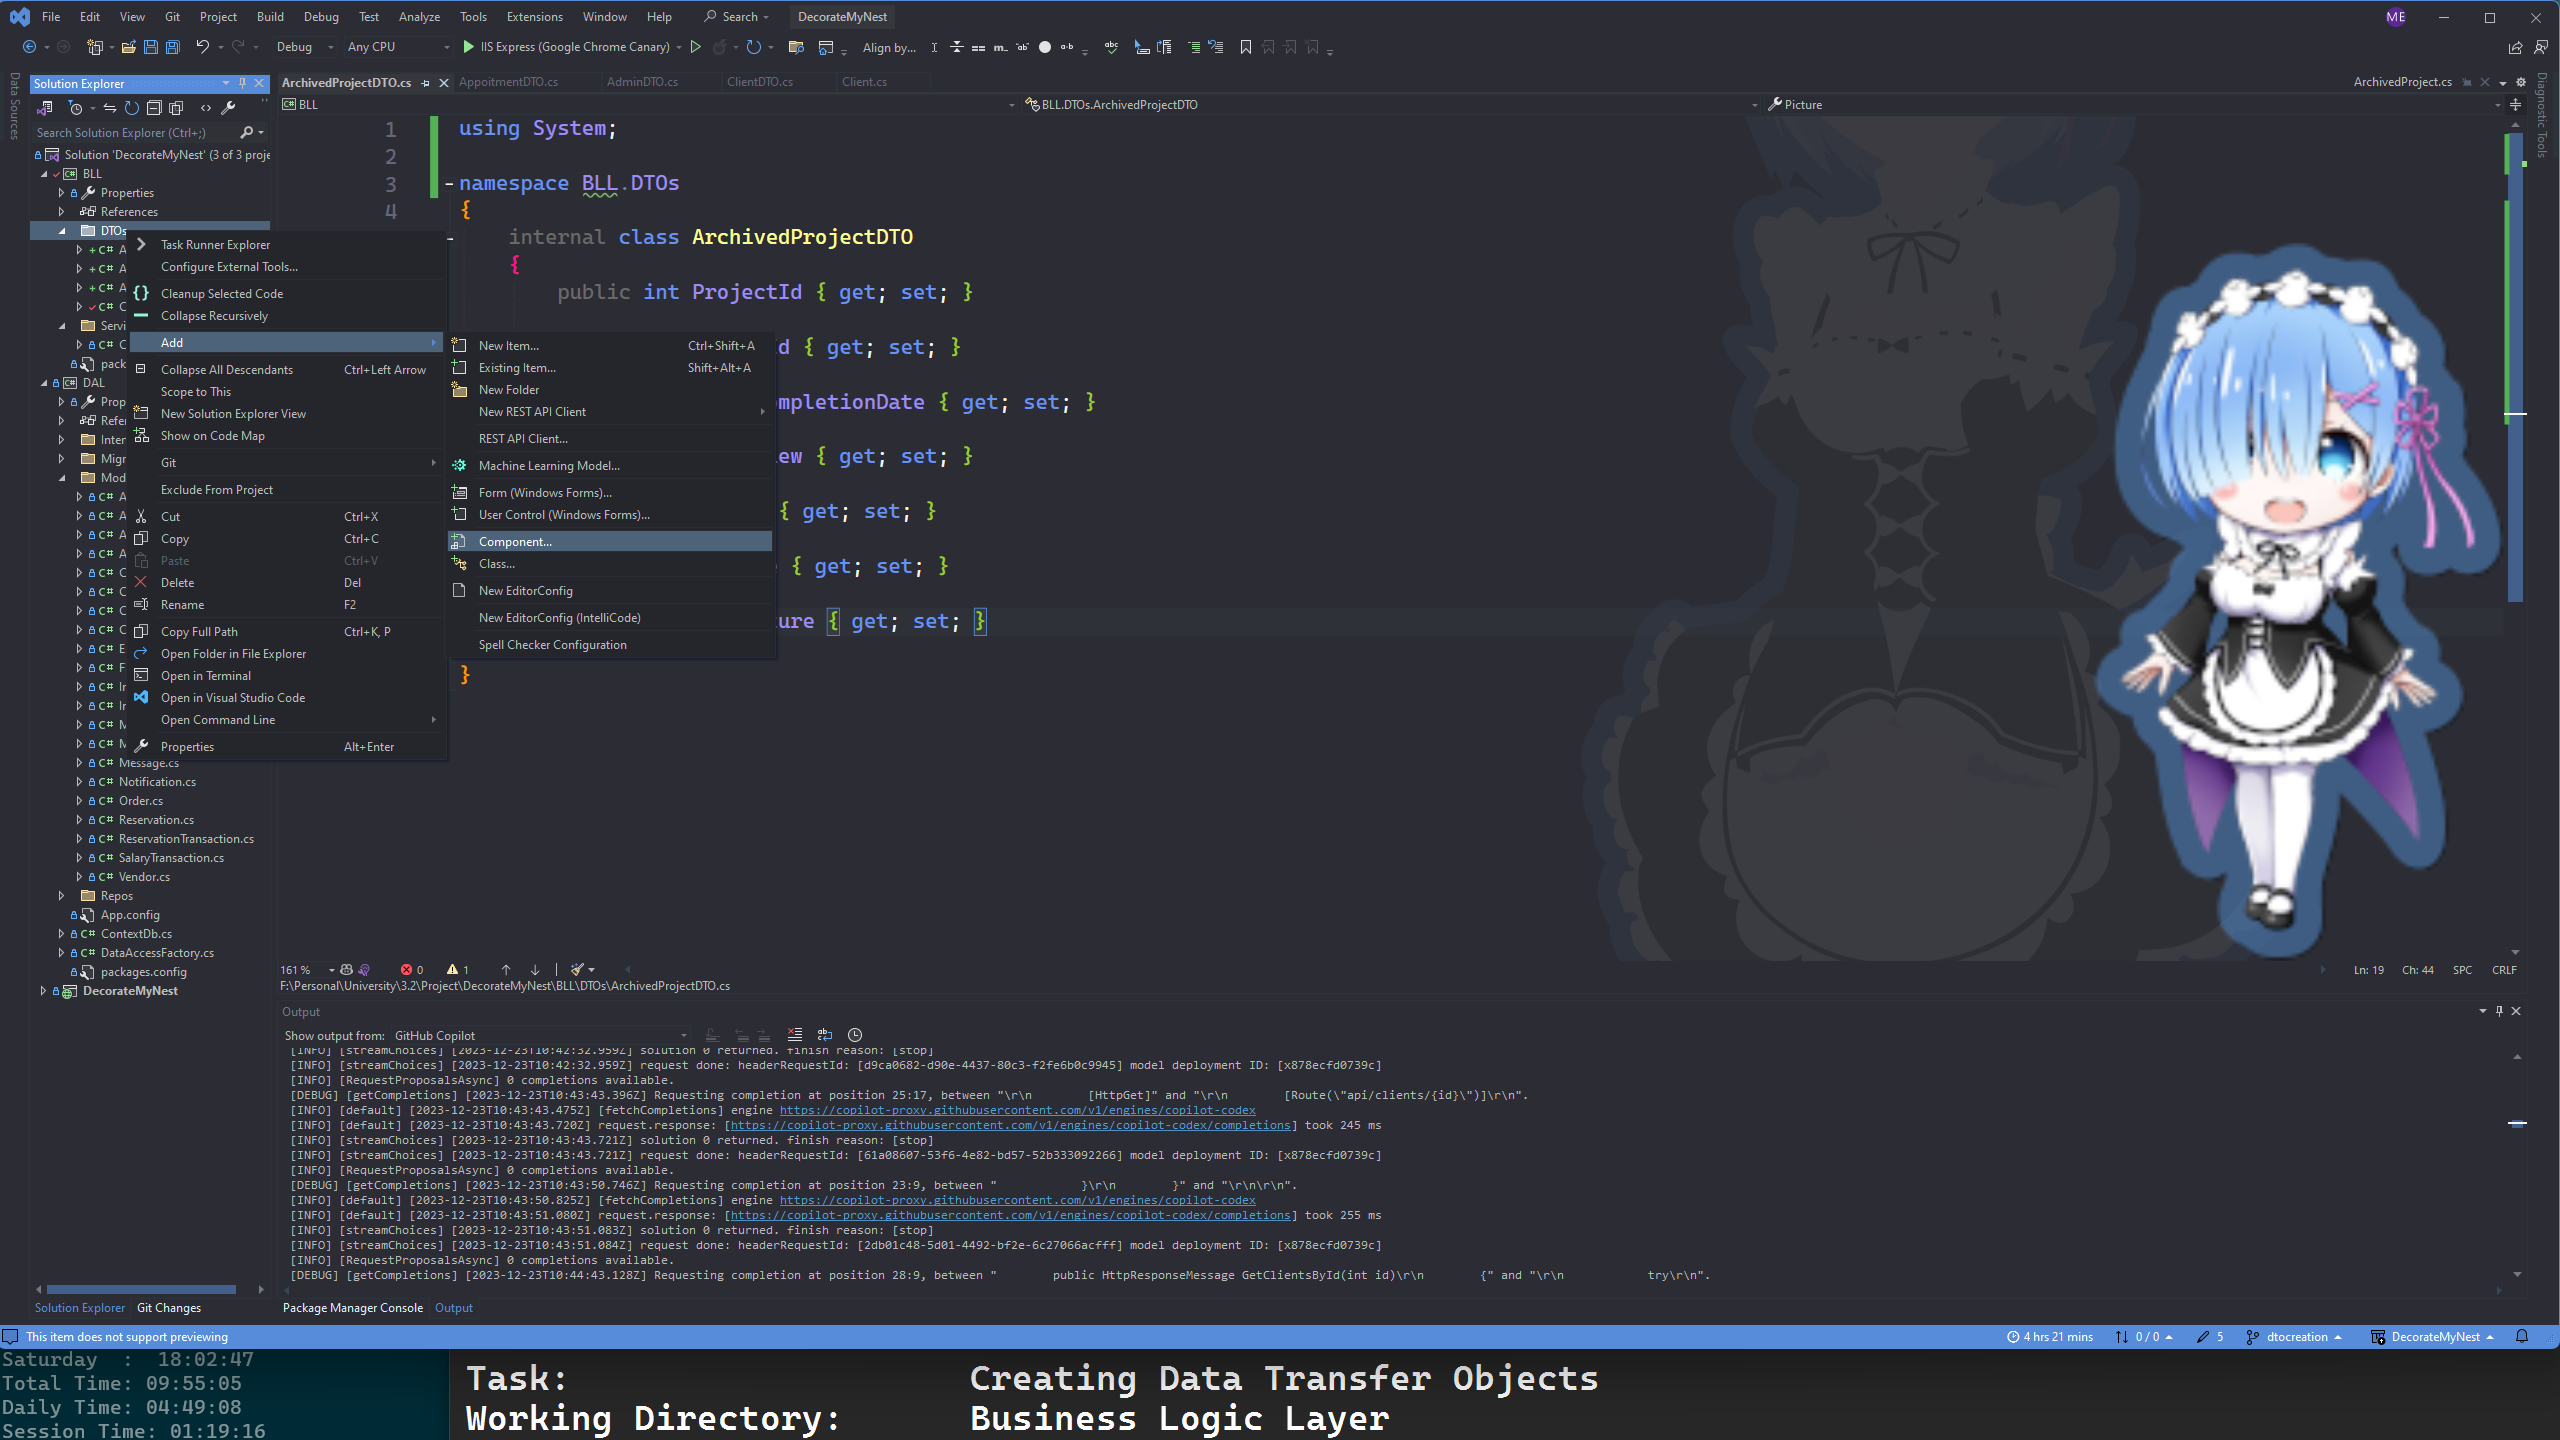 File Edit View Git Project Build Debug Test Analyze Tools Extensions Window Help Search DecorateMyNest ME
Debug Any CPU IIS Express (Google Chrome Canary) Align by...
Data Sources
Solution Explorer
Search Solution Explorer (Ctrl+;)
Solution 'DecorateMyNest' (3 of 3 proje
BLL
Properties
References
DTOs
C# A
C# A
C# A
C# C
Servi
C# C
pack
DAL
Prop
Refer
Inter
Migr
Mod
C# A
C# A
C# A
C# A
C# C
C# C
C# C
C# C
C# E
C# F
C# In
C# In
C# M
C# M
C# Message.cs
C# Notification.cs
C# Order.cs
C# Reservation.cs
C# ReservationTransaction.cs
C# SalaryTransaction.cs
C# Vendor.cs
Repos
App.config
C# ContextDb.cs
C# DataAccessFactory.cs
packages.config
DecorateMyNest
Solution Explorer Git Changes
Task Runner Explorer
Configure External Tools...
Cleanup Selected Code
Collapse Recursively
Add
Collapse All Descendants Ctrl+Left Arrow
Scope to This
New Solution Explorer View
Show on Code Map
Git
Exclude From Project
Cut Ctrl+X
Copy Ctrl+C
Paste Ctrl+V
Delete Del
Rename F2
Copy Full Path Ctrl+K, P
Open Folder in File Explorer
Open in Terminal
Open in Visual Studio Code
Open Command Line
Properties Alt+Enter
New Item... Ctrl+Shift+A
Existing Item... Shift+Alt+A
New Folder
New REST API Client
REST API Client...
Machine Learning Model...
Form (Windows Forms)...
User Control (Windows Forms)...
Component...
Class...
New EditorConfig
New EditorConfig (IntelliCode)
Spell Checker Configuration
ArchivedProjectDTO.cs AppoitmentDTO.cs AdminDTO.cs ClientDTO.cs Client.cs ArchivedProject.cs
BLL BLL.DTOs.ArchivedProjectDTO Picture
Diagnostic Tools
1 using System;
2
3 namespace BLL.DTOs
4 {
internal class ArchivedProjectDTO
{
public int ProjectId { get; set; }
d { get; set; }
mpletionDate { get; set; }
ew { get; set; }
{ get; set; }
{ get; set; }
ture { get; set; }
}
161 % 0 1 Ln: 19 Ch: 44 SPC CRLF
F:\Personal\University\3.2\Project\DecorateMyNest\BLL\DTOs\ArchivedProjectDTO.cs
Output
Show output from: GitHub Copilot
[INFO] [streamChoices] [2023-12-23T10:42:32.959Z] solution 0 returned. finish reason: [stop]
[INFO] [streamChoices] [2023-12-23T10:42:32.959Z] request done: headerRequestId: [d9ca0682-d90e-4437-80c3-f2fe6b0c9945] model deployment ID: [x878ecfd0739c]
[INFO] [RequestProposalsAsync] 0 completions available.
[DEBUG] [getCompletions] [2023-12-23T10:43:43.396Z] Requesting completion at position 25:17, between "\r\n        [HttpGet]" and "\r\n        [Route(\"api/clients/{id}\")]\r\n".
[INFO] [default] [2023-12-23T10:43:43.475Z] [fetchCompletions] engine https://copilot-proxy.githubusercontent.com/v1/engines/copilot-codex
[INFO] [default] [2023-12-23T10:43:43.720Z] request.response: [https://copilot-proxy.githubusercontent.com/v1/engines/copilot-codex/completions] took 245 ms
[INFO] [streamChoices] [2023-12-23T10:43:43.721Z] solution 0 returned. finish reason: [stop]
[INFO] [streamChoices] [2023-12-23T10:43:43.721Z] request done: headerRequestId: [61a08607-53f6-4e82-bd57-52b333092266] model deployment ID: [x878ecfd0739c]
[INFO] [RequestProposalsAsync] 0 completions available.
[DEBUG] [getCompletions] [2023-12-23T10:43:50.746Z] Requesting completion at position 23:9, between "            }\r\n        }" and "\r\n\r\n".
[INFO] [default] [2023-12-23T10:43:50.825Z] [fetchCompletions] engine https://copilot-proxy.githubusercontent.com/v1/engines/copilot-codex
[INFO] [default] [2023-12-23T10:43:51.080Z] request.response: [https://copilot-proxy.githubusercontent.com/v1/engines/copilot-codex/completions] took 255 ms
[INFO] [streamChoices] [2023-12-23T10:43:51.083Z] solution 0 returned. finish reason: [stop]
[INFO] [streamChoices] [2023-12-23T10:43:51.084Z] request done: headerRequestId: [2db01c48-5d01-4492-bf2e-6c27066acfff] model deployment ID: [x878ecfd0739c]
[INFO] [RequestProposalsAsync] 0 completions available.
[DEBUG] [getCompletions] [2023-12-23T10:44:43.128Z] Requesting completion at position 28:9, between "        public HttpResponseMessage GetClientsById(int id)\r\n        {" and "\r\n            try\r\n".
Package Manager Console Output
This item does not support previewing 4 hrs 21 mins 0 / 0 5 dtocreation DecorateMyNest
Saturday : 18:02:47
Total Time: 09:55:05
Daily Time: 04:49:08
Session Time: 01:19:16
Task: Creating Data Transfer Objects
Working Directory: Business Logic Layer